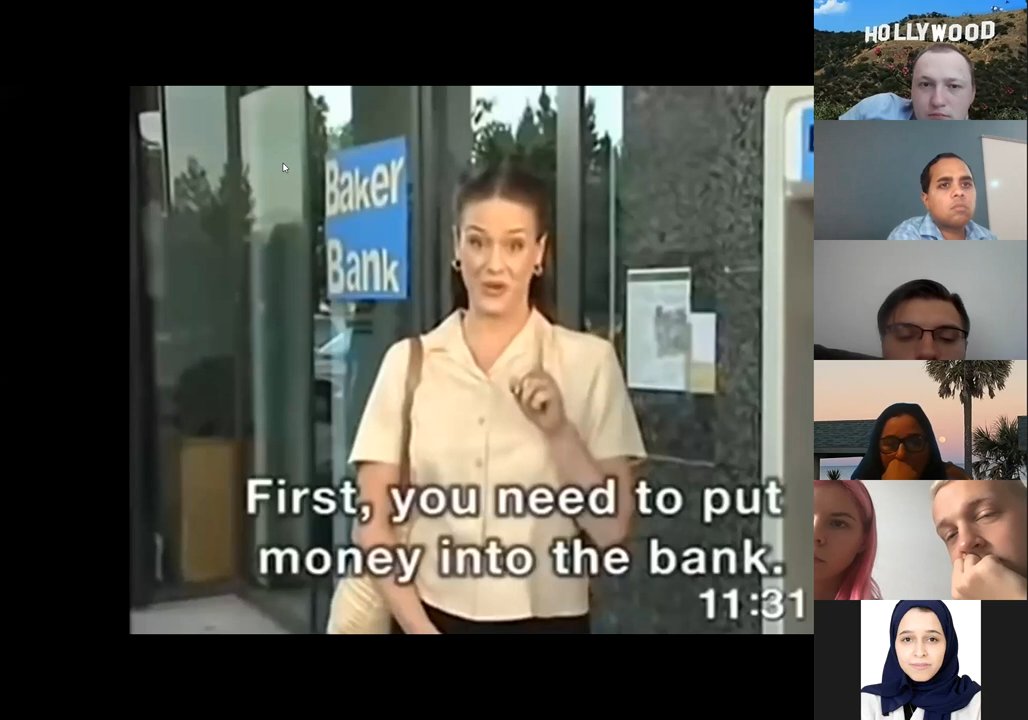 HOLLYWOOD
Baker
Bank
First, you need to put
money into the bank.
11:31